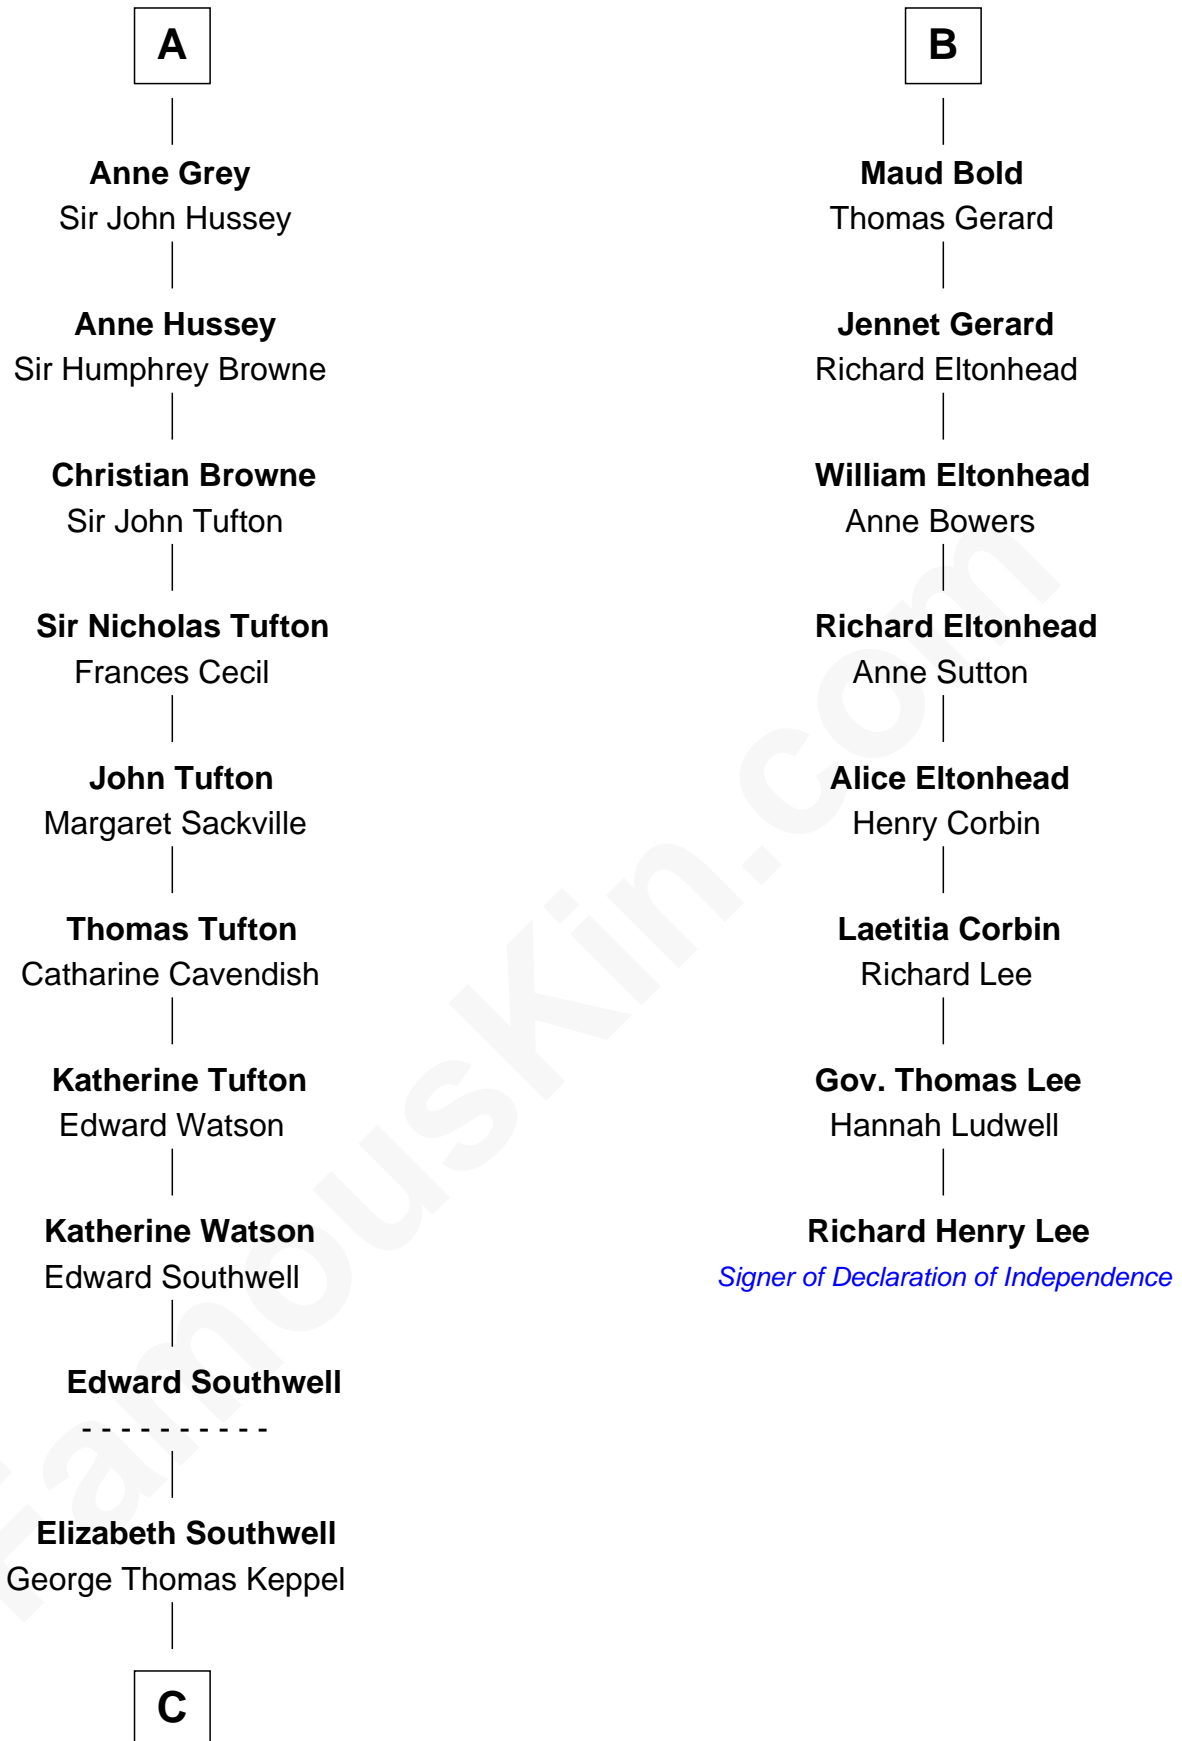 A
Anne Grey
Sir John Hussey
Anne Hussey
Sir Humphrey Browne
Christian Browne
Sir John Tufton
Sir Nicholas Tufton
Frances Cecil
John Tufton
Margaret Sackville
Thomas Tufton
Catharine Cavendish
Katherine Tufton
Edward Watson
Katherine Watson
Edward Southwell
Edward Southwell
- - - - - - - - - -
Elizabeth Southwell
George Thomas Keppel
C
B
Maud Bold
Thomas Gerard
Jennet Gerard
Richard Eltonhead
William Eltonhead
Anne Bowers
Richard Eltonhead
Anne Sutton
Alice Eltonhead
Henry Corbin
Laetitia Corbin
Richard Lee
Gov. Thomas Lee
Hannah Ludwell
Richard Henry Lee
Signer of Declaration of Independence
FamousKin.com